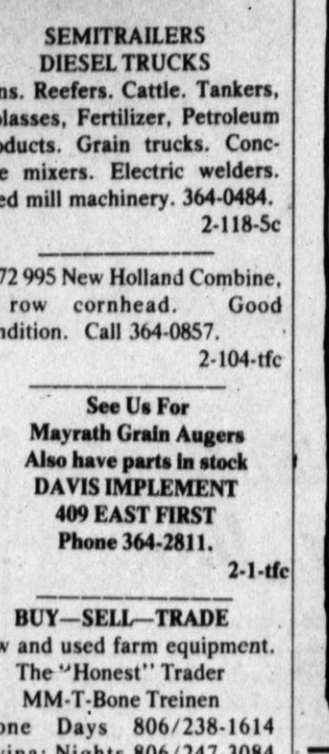 SEMITRAILERS
DIESEL TRUCKS
ns. Reefers. Cattle. Tankers,
lasses, Fertilizer, Petroleum
oducts. Grain trucks. Conc-
e mixers. Electric welders.
ed mill machinery. 364-0484.
2-118-5c
72 995 New Holland Combine,
row cornhead. Good
ndition. Call 364-0857.
2-104-tfc
See Us For
Mayrath Grain Augers
Also have parts in stock
DAVIS IMPLEMENT
409 EAST FIRST
Phone 364-2811.
2-1-tfc
BUY—SELL—TRADE
w and used farm equipment.
The "Honest" Trader
MM-T-Bone Treinen
one Days 806/238-1614
Nights 806/247-3084